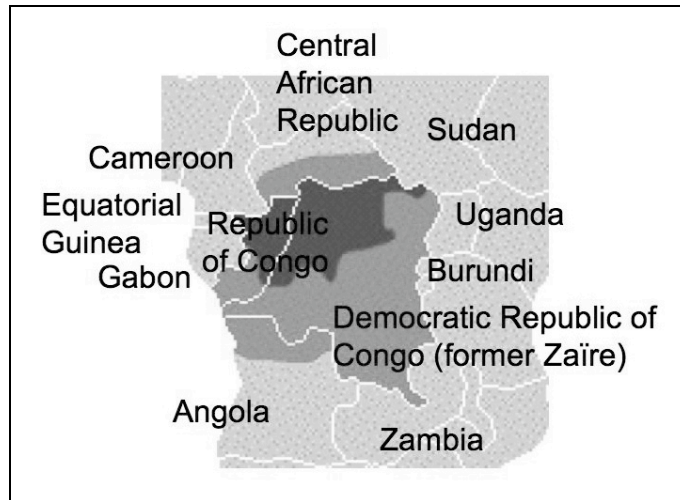 Central
African
Republic
Sudan
Cameroon
Equatorial
Guinea
Republic
of Congo
Uganda
Gabon
Burundi
Democratic Republic of
Congo (former Zaïre)
Angola
Zambia